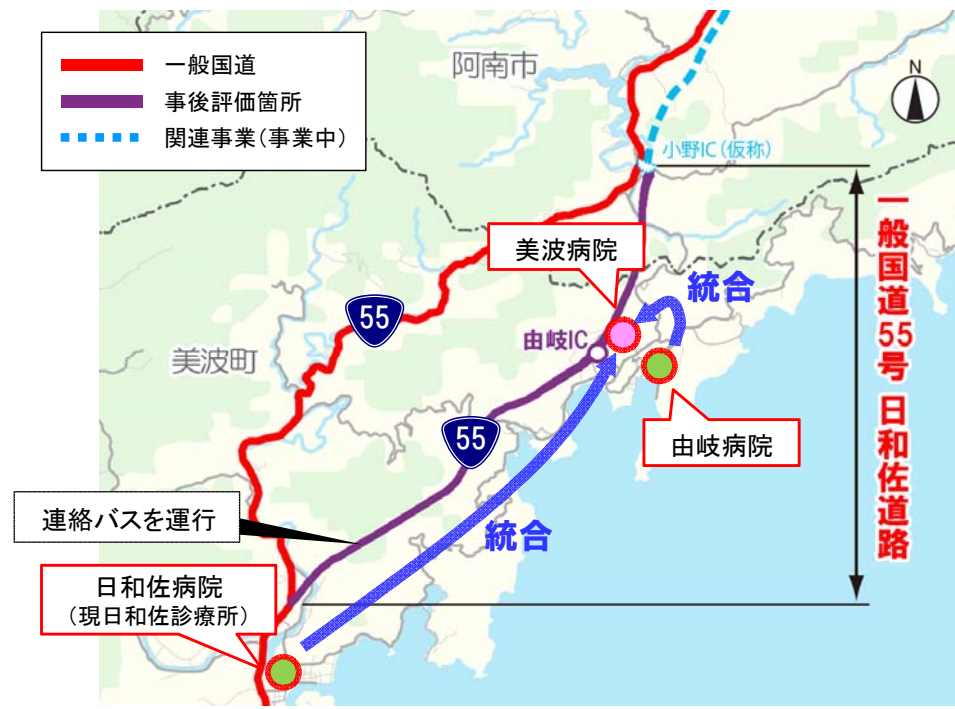 一般国道
事後評価箇所
関連事業(事業中)
阿南市
N
小野IC(仮称)
美波病院
統合
一般国道55号 日和佐道路
55
由岐IC
美波町
55
由岐病院
連絡バスを運行
統合
日和佐病院
(現日和佐診療所)